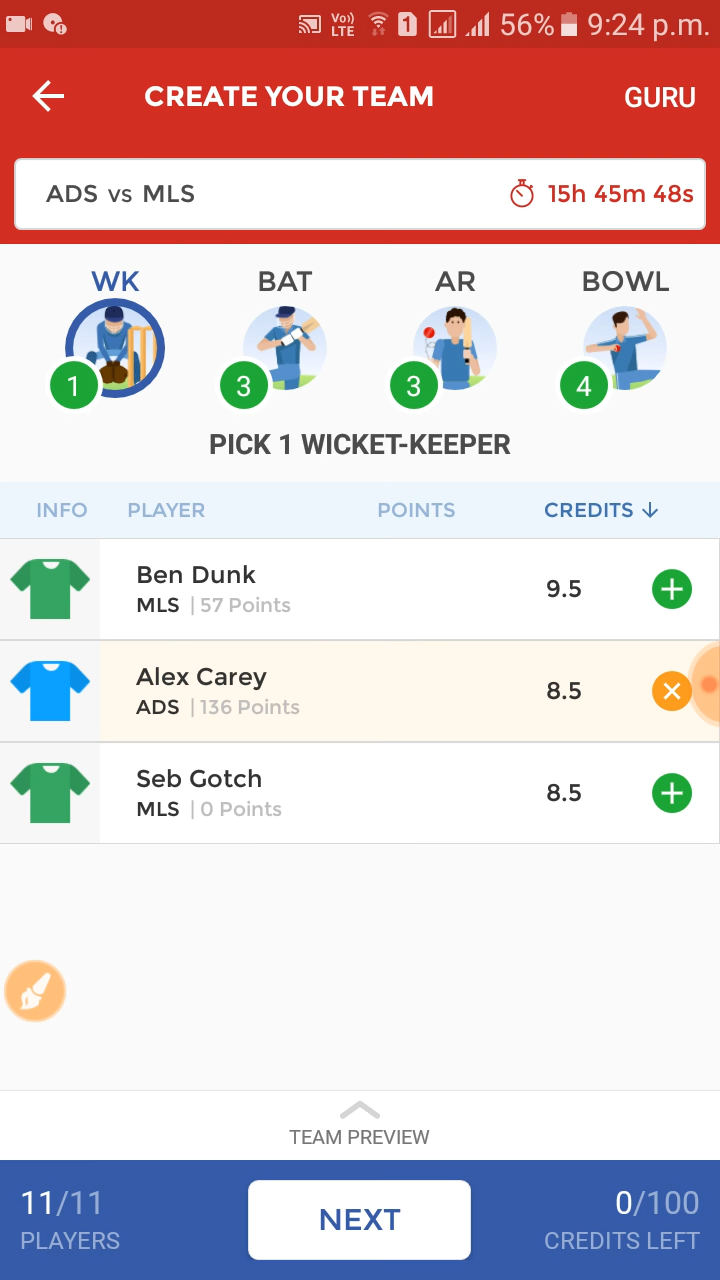 Vo)) LTE 1 56% 9:24 p.m.
CREATE YOUR TEAM GURU
ADS vs MLS 15h 45m 48s
WK BAT AR BOWL
1 3 3 4
PICK 1 WICKET-KEEPER
INFO PLAYER POINTS CREDITS
Ben Dunk 9.5
MLS | 57 Points
Alex Carey 8.5
ADS | 136 Points
Seb Gotch 8.5
MLS | 0 Points
TEAM PREVIEW
11/11 NEXT 0/100
PLAYERS CREDITS LEFT